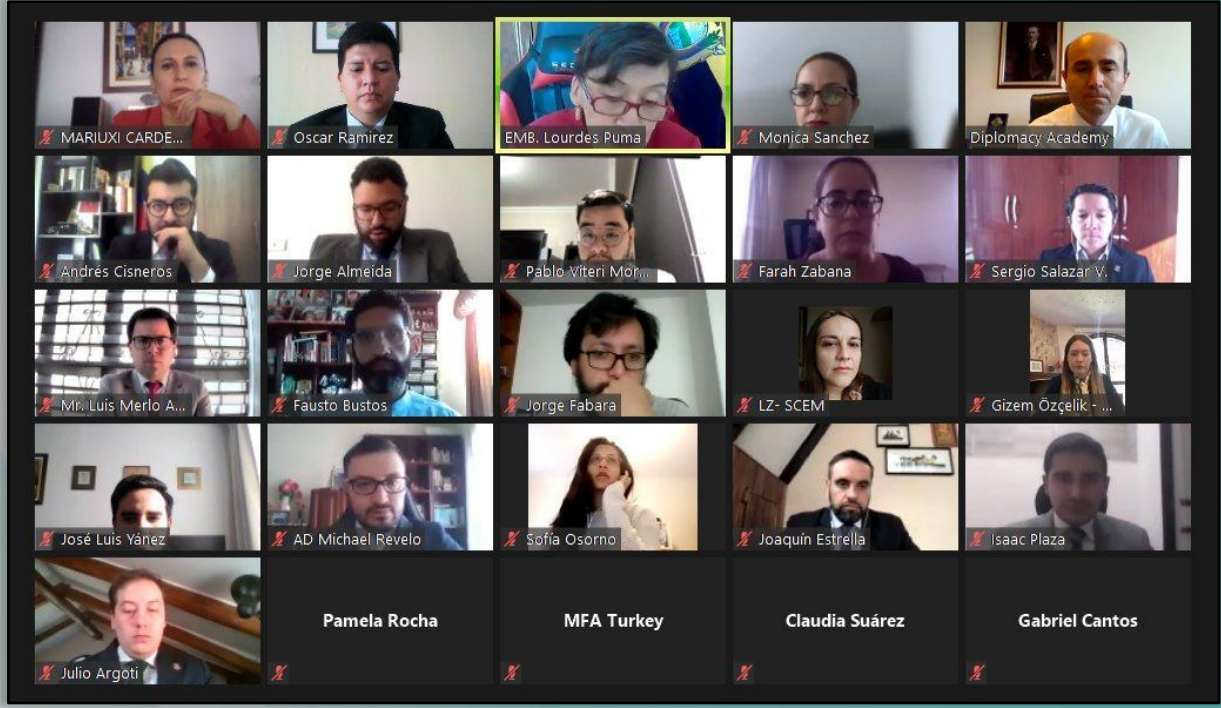 MARIUXI CARDE...
Oscar Ramirez
EMB. Lourdes Puma
Monica Sanchez
Diplomacy Academy
Andrés Cisneros
Jorge Almeida
Pablo Viteri Mor...
Farah Zabana
Sergio Salazar V.
Mr. Luis Merlo A...
Fausto Bustos
Jorge Fabara
LZ- SCEM
Gizem Özçelik - ...
José Luis Yánez
AD Michael Revelo
Sofía Osorno
Joaquín Estrella
Isaac Plaza
Julio Argoti
Pamela Rocha
MFA Turkey
Claudia Suárez
Gabriel Cantos